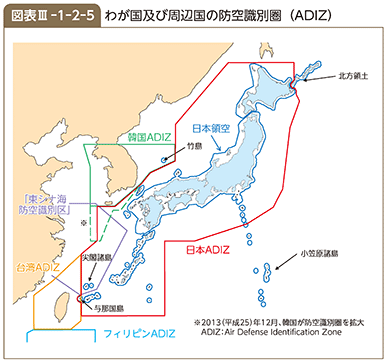 図表Ⅲ-1-2-5 わが国及び周辺国の防空識別圏（ADIZ）
北方領土
韓国ADIZ
竹島
日本領空
「東シナ海
防空識別区」
※
尖閣諸島
日本ADIZ
小笠原諸島
台湾ADIZ
与那国島
フィリピンADIZ
※2013（平成25）年12月、韓国が防空識別圏を拡大
ADIZ：Air Defense Identification Zone